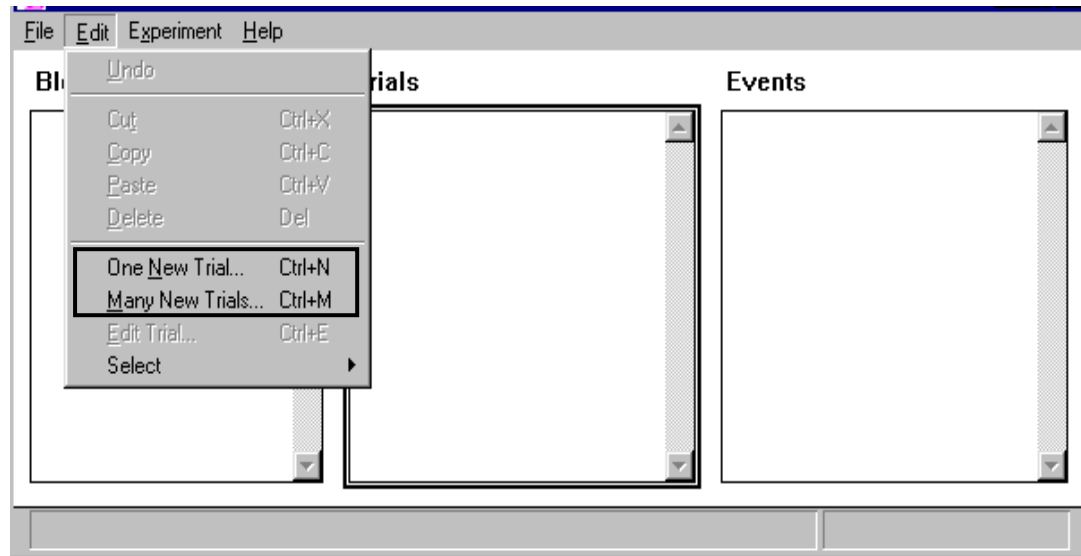 File Edit Experiment Help
Bl
Trials
Events
Undo
Cut Ctrl+X
Copy Ctrl+C
Paste Ctrl+V
Delete Del
One New Trial... Ctrl+N
Many New Trials... Ctrl+M
Edit Trial... Ctrl+E
Select